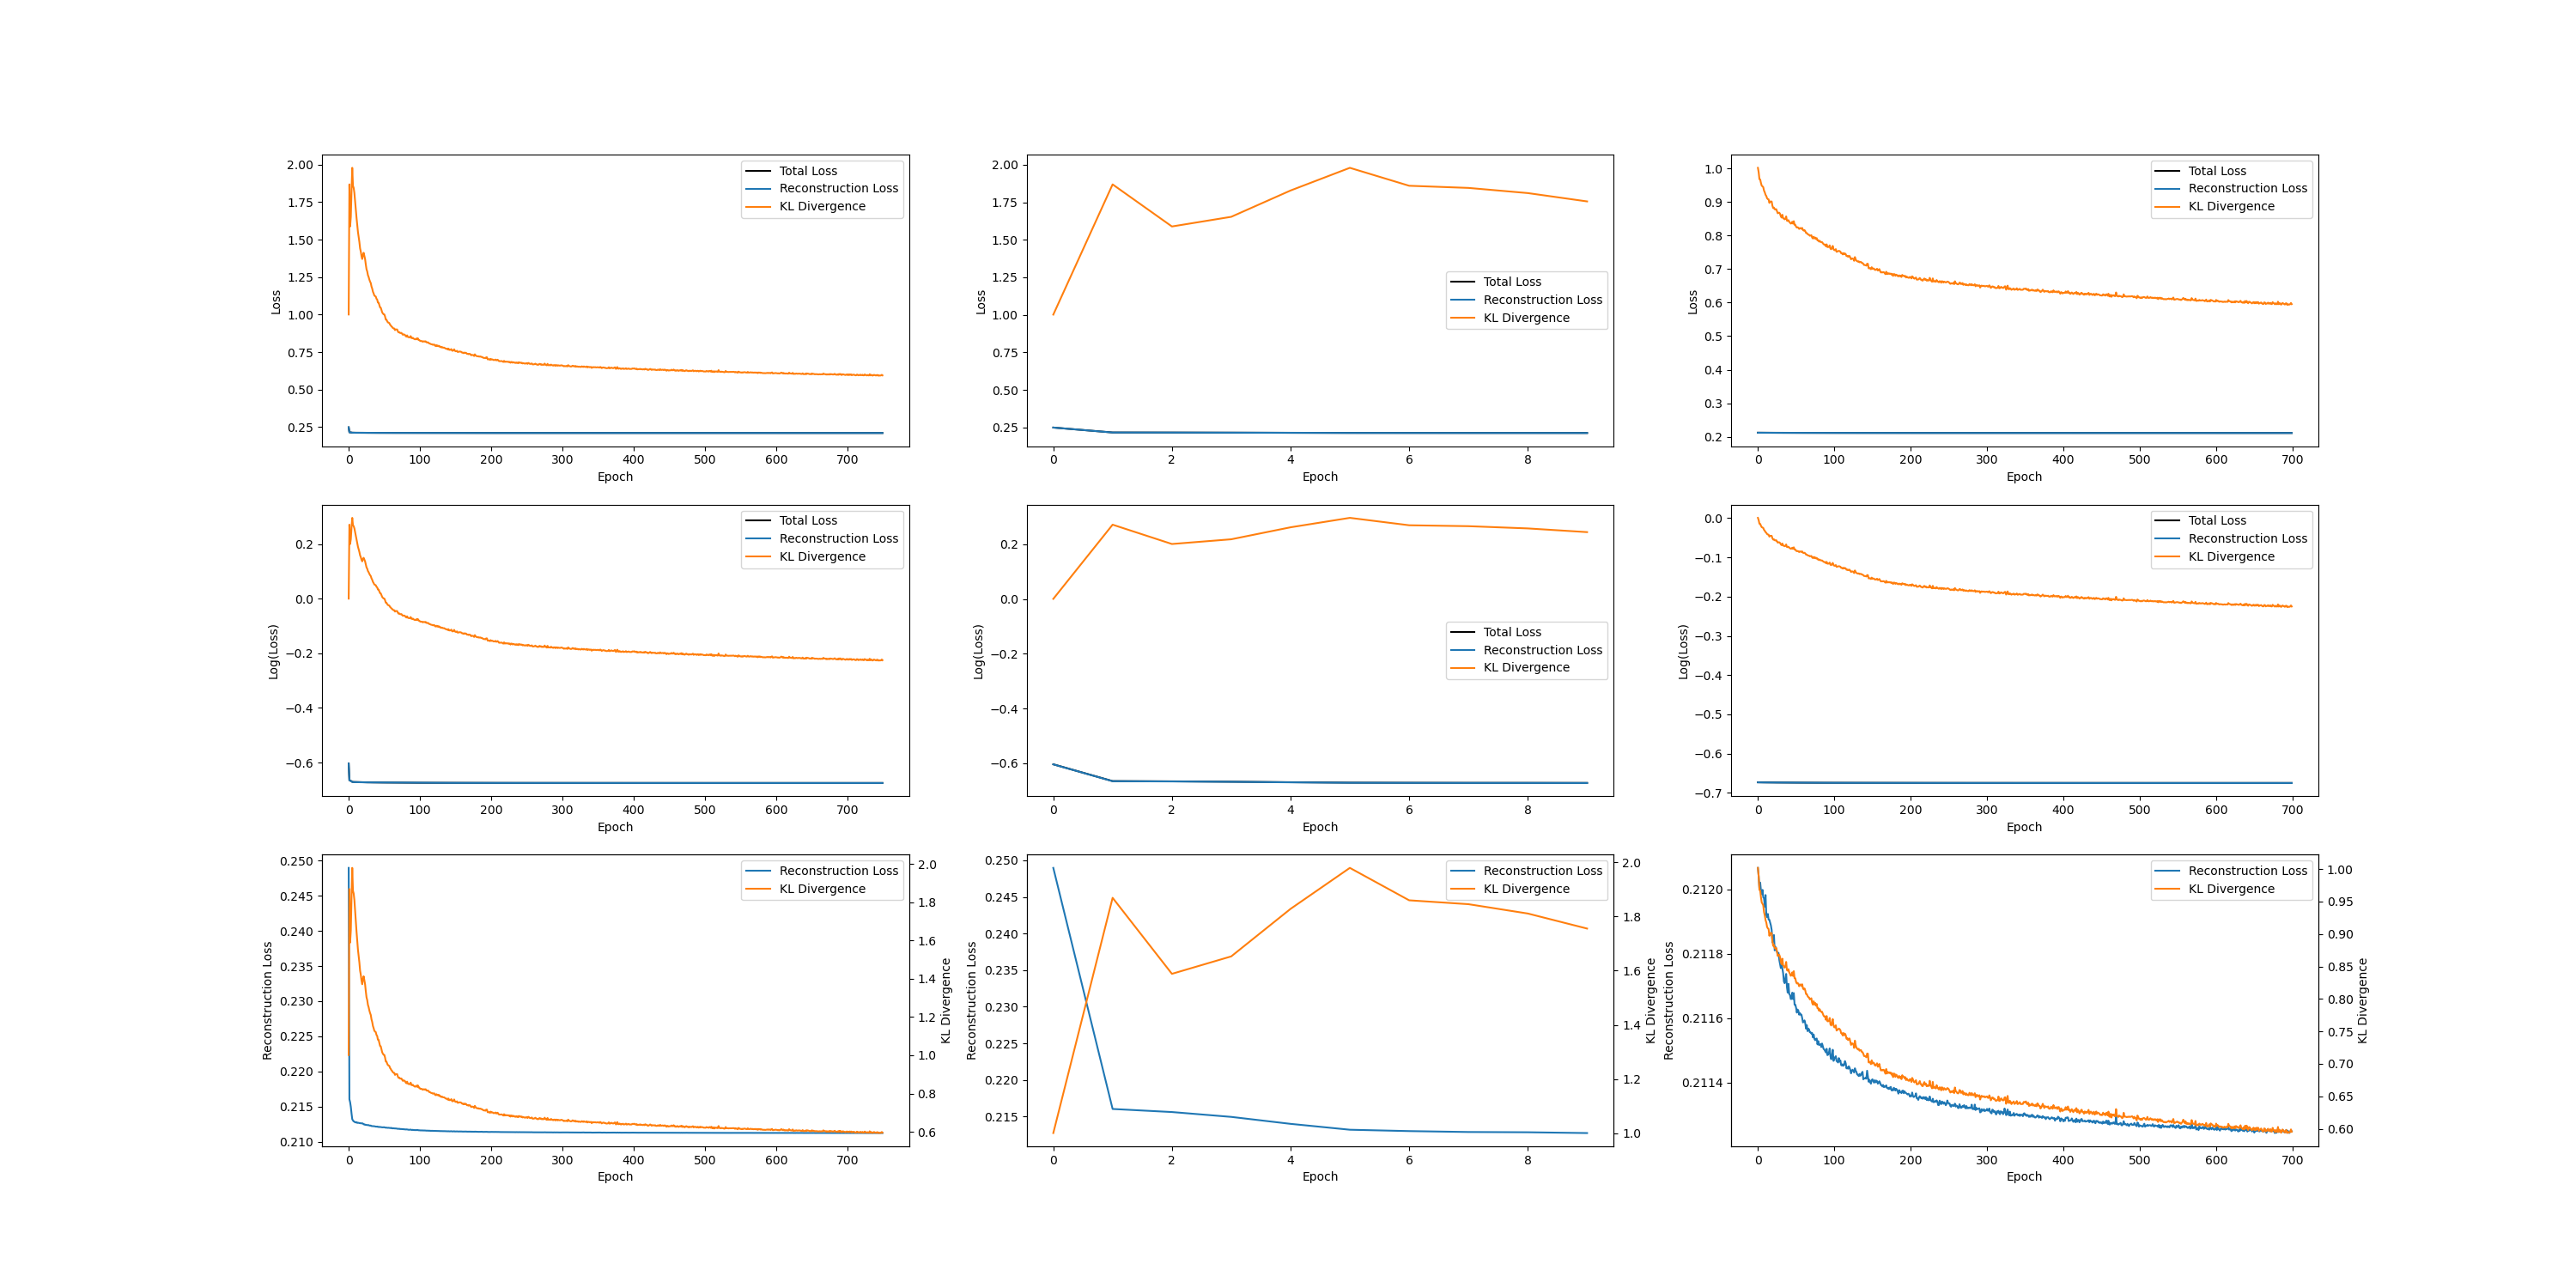 2.00
1.75
1.50
1.25
1.00
0.75
0.50
0.25
Loss
0 100 200 300 400 500 600 700
Epoch
Total Loss
Reconstruction Loss
KL Divergence
2.00
1.75
1.50
1.25
1.00
0.75
0.50
0.25
Loss
0 2 4 6 8
Epoch
Total Loss
Reconstruction Loss
KL Divergence
1.0
0.9
0.8
0.7
0.6
0.5
0.4
0.3
0.2
Loss
0 100 200 300 400 500 600 700
Epoch
Total Loss
Reconstruction Loss
KL Divergence
0.2
0.0
−0.2
−0.4
−0.6
Log(Loss)
0 100 200 300 400 500 600 700
Epoch
Total Loss
Reconstruction Loss
KL Divergence
0.2
0.0
−0.2
−0.4
−0.6
Log(Loss)
0 2 4 6 8
Epoch
Total Loss
Reconstruction Loss
KL Divergence
0.0
−0.1
−0.2
−0.3
−0.4
−0.5
−0.6
−0.7
Log(Loss)
0 100 200 300 400 500 600 700
Epoch
Total Loss
Reconstruction Loss
KL Divergence
0.250
0.245
0.240
0.235
0.230
0.225
0.220
0.215
0.210
Reconstruction Loss
0 100 200 300 400 500 600 700
Epoch
Reconstruction Loss
KL Divergence
2.0
1.8
1.6
1.4
1.2
1.0
0.8
0.6
KL Divergence
0.250
0.245
0.240
0.235
0.230
0.225
0.220
0.215
Reconstruction Loss
0 2 4 6 8
Epoch
Reconstruction Loss
KL Divergence
2.0
1.8
1.6
1.4
1.2
1.0
KL Divergence
0.2120
0.2118
0.2116
0.2114
Reconstruction Loss
0 100 200 300 400 500 600 700
Epoch
Reconstruction Loss
KL Divergence
1.00
0.95
0.90
0.85
0.80
0.75
0.70
0.65
0.60
KL Divergence